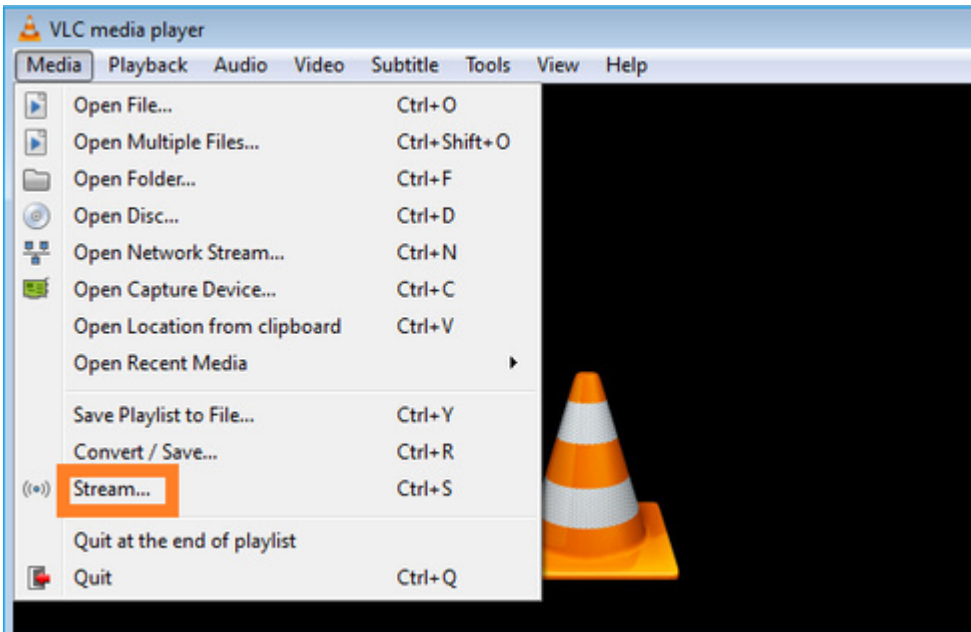 VLC media player
Media Playback Audio Video Subtitle Tools View Help
Open File... Ctrl+O
Open Multiple Files... Ctrl+Shift+O
Open Folder... Ctrl+F
Open Disc... Ctrl+D
Open Network Stream... Ctrl+N
Open Capture Device... Ctrl+C
Open Location from clipboard Ctrl+V
Open Recent Media
Save Playlist to File... Ctrl+Y
Convert / Save... Ctrl+R
Stream... Ctrl+S
Quit at the end of playlist
Quit Ctrl+Q